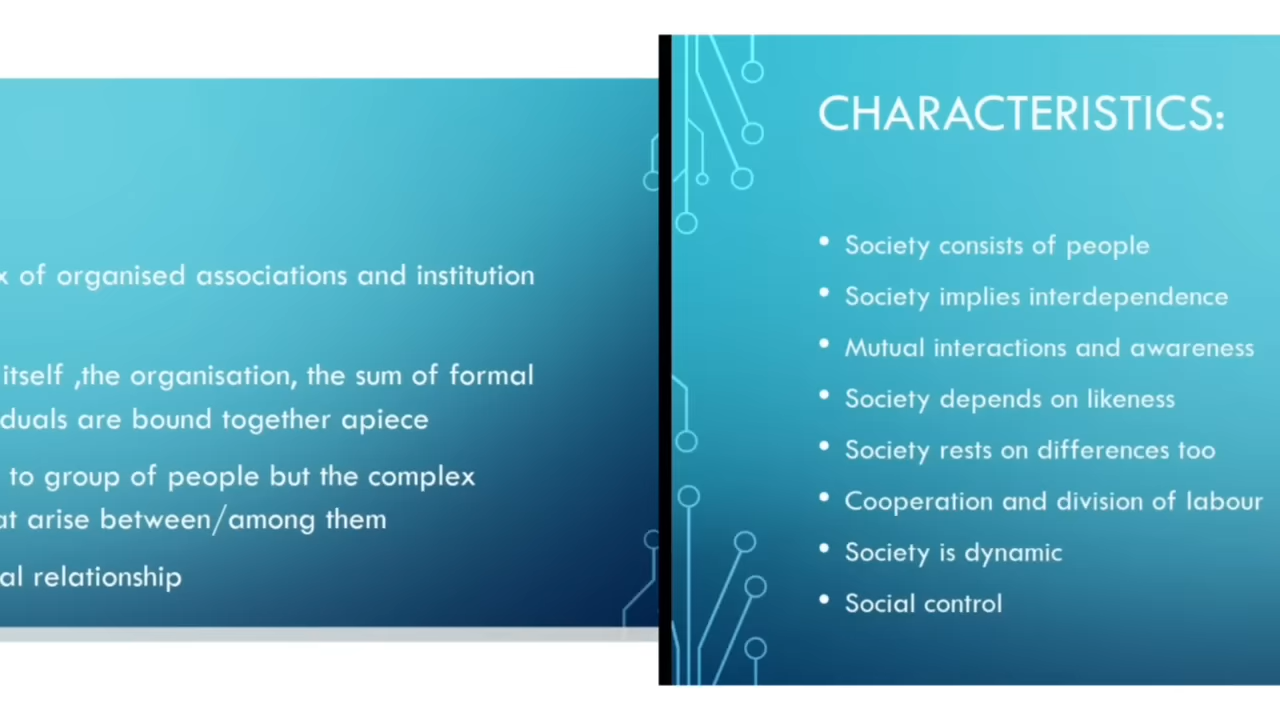 of organised associations and institution
itself ,the organisation, the sum of formal
are bound together apiece
to group of people but the complex
arise between/among them
relationship
CHARACTERISTICS:
• Society consists of people
• Society implies interdependence
• Mutual interactions and awareness
• Society depends on likeness
• Society rests on differences too
• Cooperation and division of labour
• Society is dynamic
• Social control